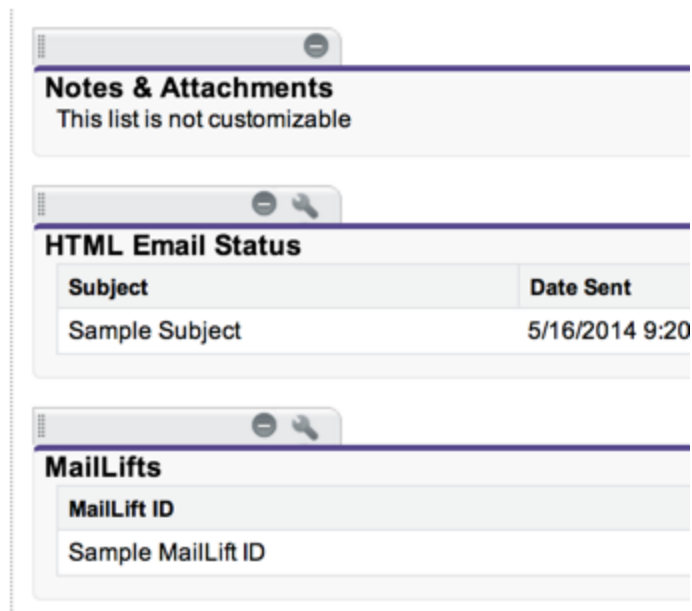 Notes & Attachments
This list is not customizable
HTML Email Status
Subject Date Sent
Sample Subject 5/16/2014 9:20
MailLifts
MailLift ID
Sample MailLift ID